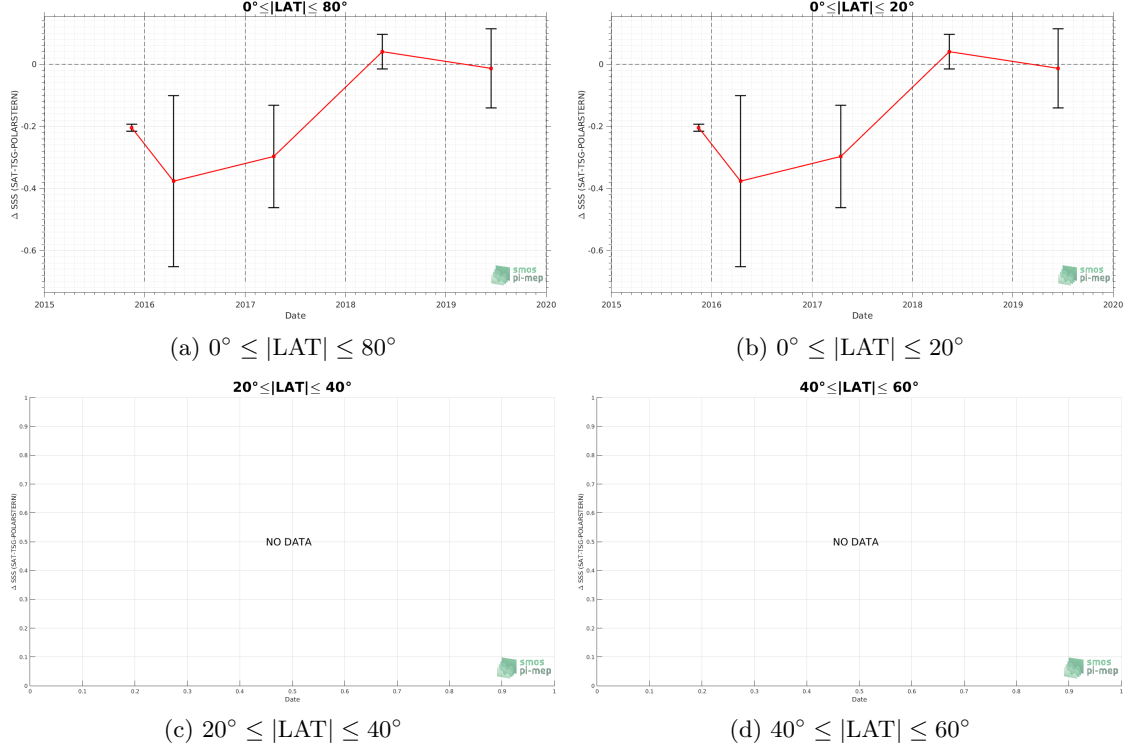 0°≤|LAT|≤ 80°
0
-0.2
-0.4
-0.6
Δ SSS (SAT-TSG-POLARSTERN)
2015
2016
2017
2018
2019
2020
Date
smos
pi-mep
(a) 0° ≤ |LAT| ≤ 80°
0°≤|LAT|≤ 20°
0
-0.2
-0.4
-0.6
Δ SSS (SAT-TSG-POLARSTERN)
2015
2016
2017
2018
2019
2020
Date
smos
pi-mep
(b) 0° ≤ |LAT| ≤ 20°
20°≤|LAT|≤ 40°
1
0.9
0.8
0.7
0.6
0.5
0.4
0.3
0.2
0.1
0
Δ SSS (SAT-TSG-POLARSTERN)
NO DATA
0
0.1
0.2
0.3
0.4
0.5
0.6
0.7
0.8
0.9
1
Date
smos
pi-mep
(c) 20° ≤ |LAT| ≤ 40°
40°≤|LAT|≤ 60°
1
0.9
0.8
0.7
0.6
0.5
0.4
0.3
0.2
0.1
0
Δ SSS (SAT-TSG-POLARSTERN)
NO DATA
0
0.1
0.2
0.3
0.4
0.5
0.6
0.7
0.8
0.9
1
Date
smos
pi-mep
(d) 40° ≤ |LAT| ≤ 60°